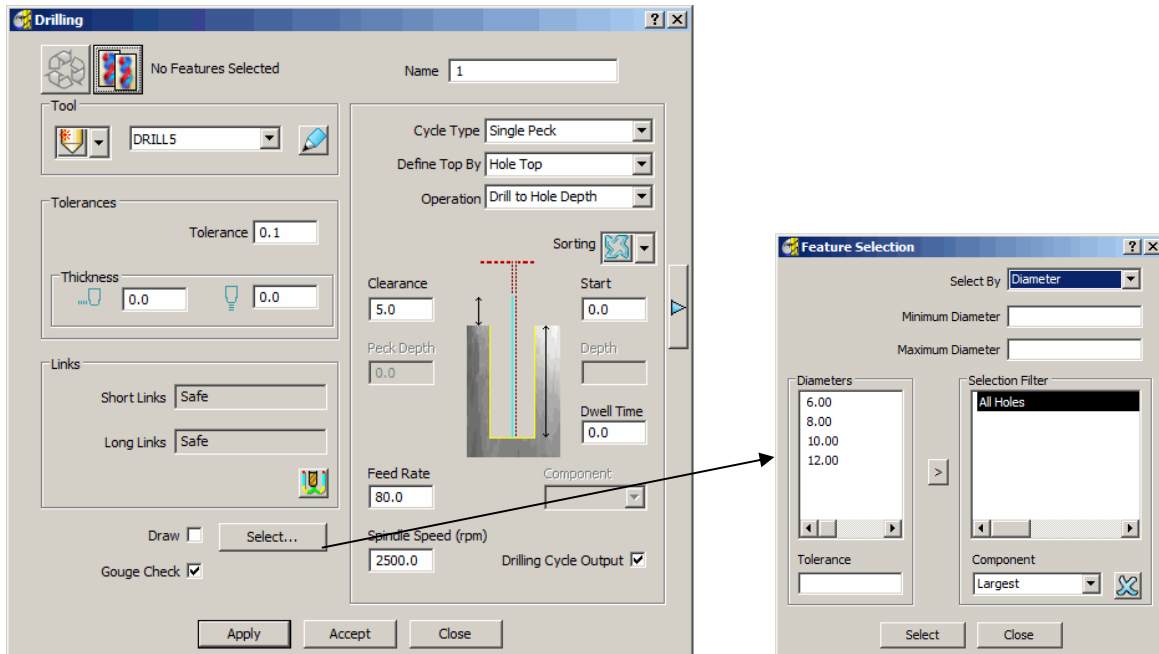 Drilling
No Features Selected
Name 1
Tool
DRILL5
Cycle Type Single Peck
Define Top By Hole Top
Operation Drill to Hole Depth
Tolerances
Tolerance 0.1
Thickness
0.0 0.0
Sorting
Clearance Start
5.0 0.0
Peck Depth Depth
0.0
Links
Short Links Safe
Long Links Safe
Dwell Time
0.0
Feed Rate Component
80.0
Draw Select...
Spindle Speed (rpm)
2500.0 Drilling Cycle Output
Gouge Check
Apply Accept Close
Feature Selection
Select By Diameter
Minimum Diameter
Maximum Diameter
Diameters Selection Filter
6.00 All Holes
8.00
10.00
12.00
>
Tolerance Component
Largest
Select Close